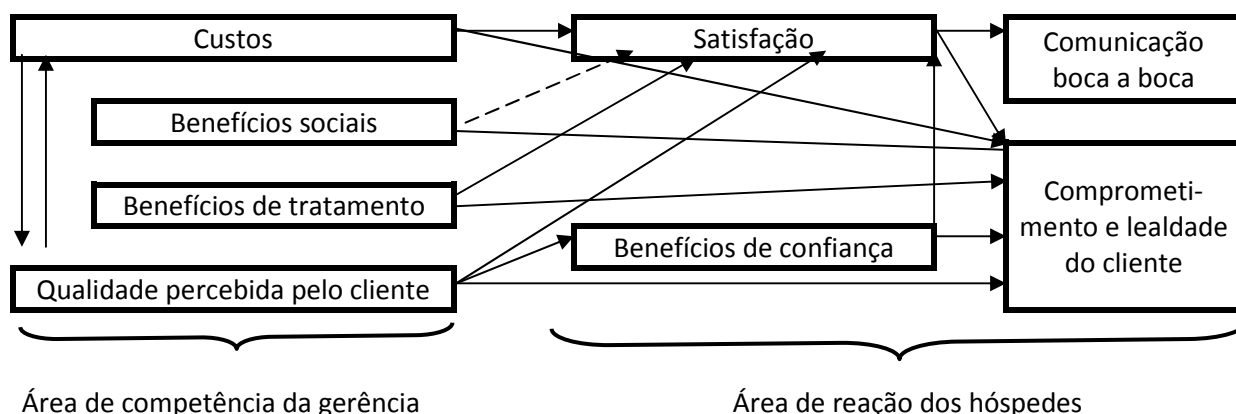 Custos
Satisfação
Comunicação
boca a boca
Benefícios sociais
Benefícios de tratamento
Comprometi-
mento e lealdade
do cliente
Benefícios de confiança
Qualidade percebida pelo cliente
Área de competência da gerência
Área de reação dos hóspedes